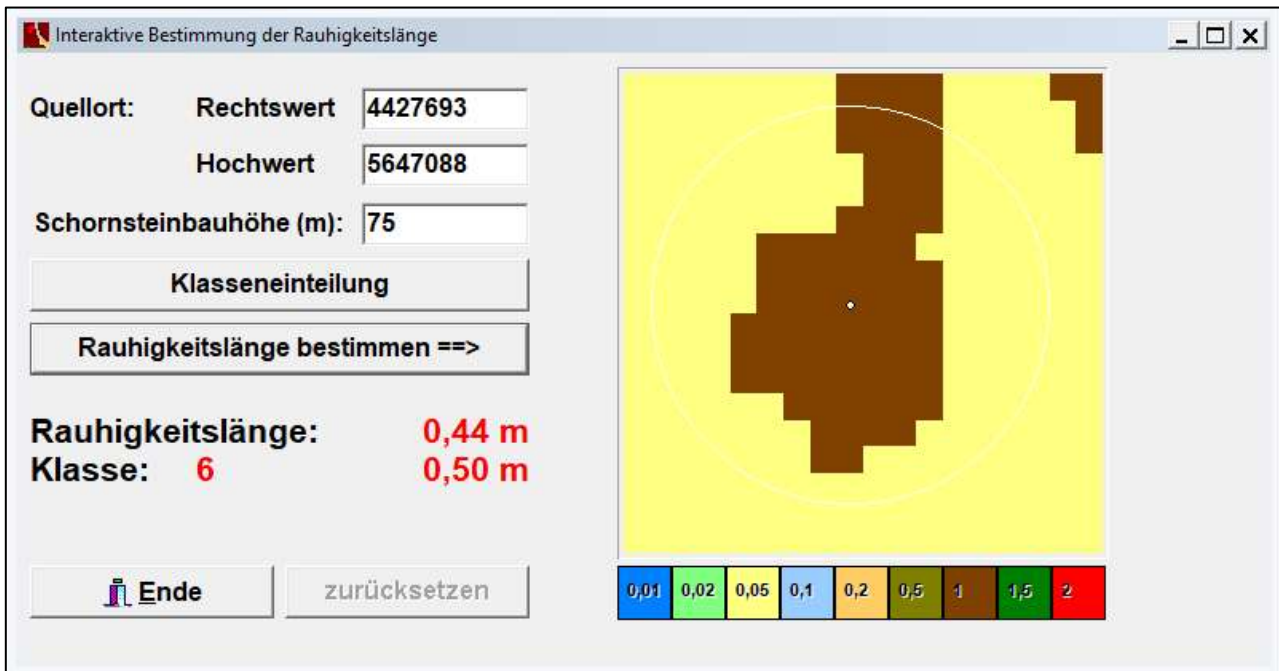 Interaktive Bestimmung der Rauhigkeitslänge
Quellort: Rechtswert 4427693
Hochwert 5647088
Schornsteinbauhöhe (m): 75
Klasseneinteilung
Rauhigkeitslänge bestimmen ==>
Rauhigkeitslänge: 0,44 m
Klasse: 6 0,50 m
Ende zurücksetzen
0,01 0,02 0,05 0,1 0,2 0,5 1 1,5 2